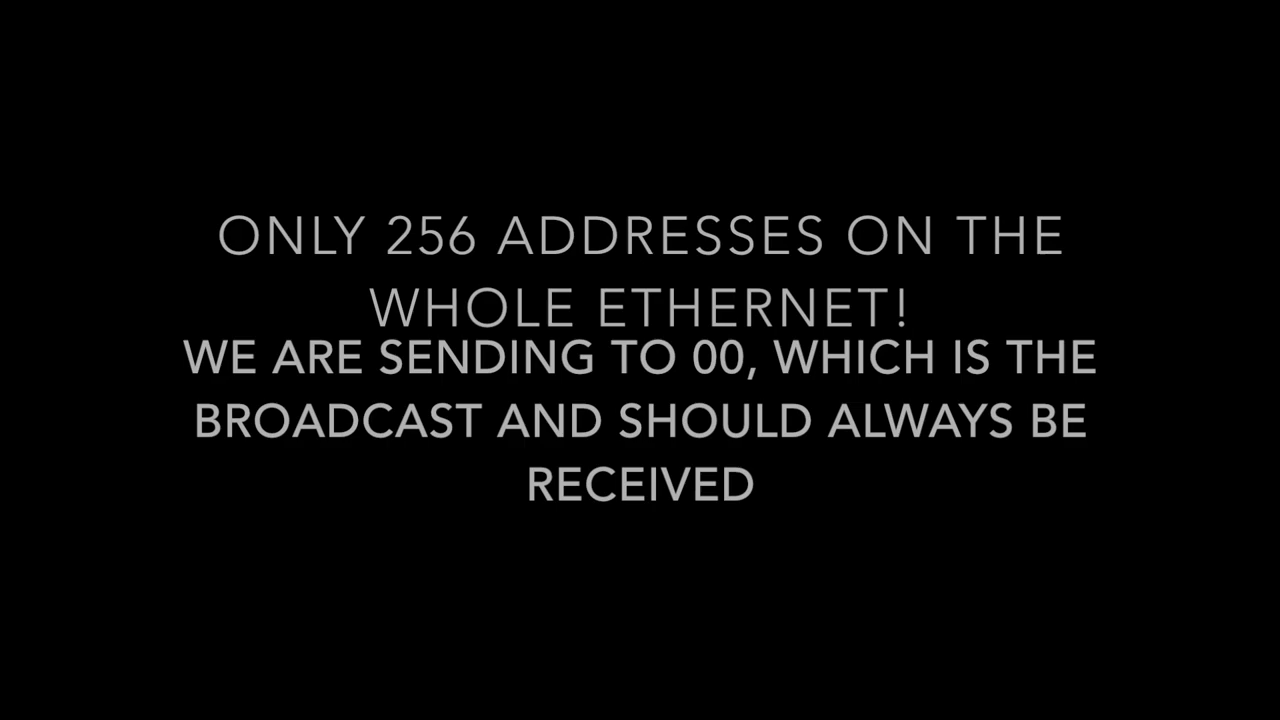 ONLY 256 ADDRESSES ON THE
WHOLE ETHERNET!
WE ARE SENDING TO 00, WHICH IS THE
BROADCAST AND SHOULD ALWAYS BE
RECEIVED